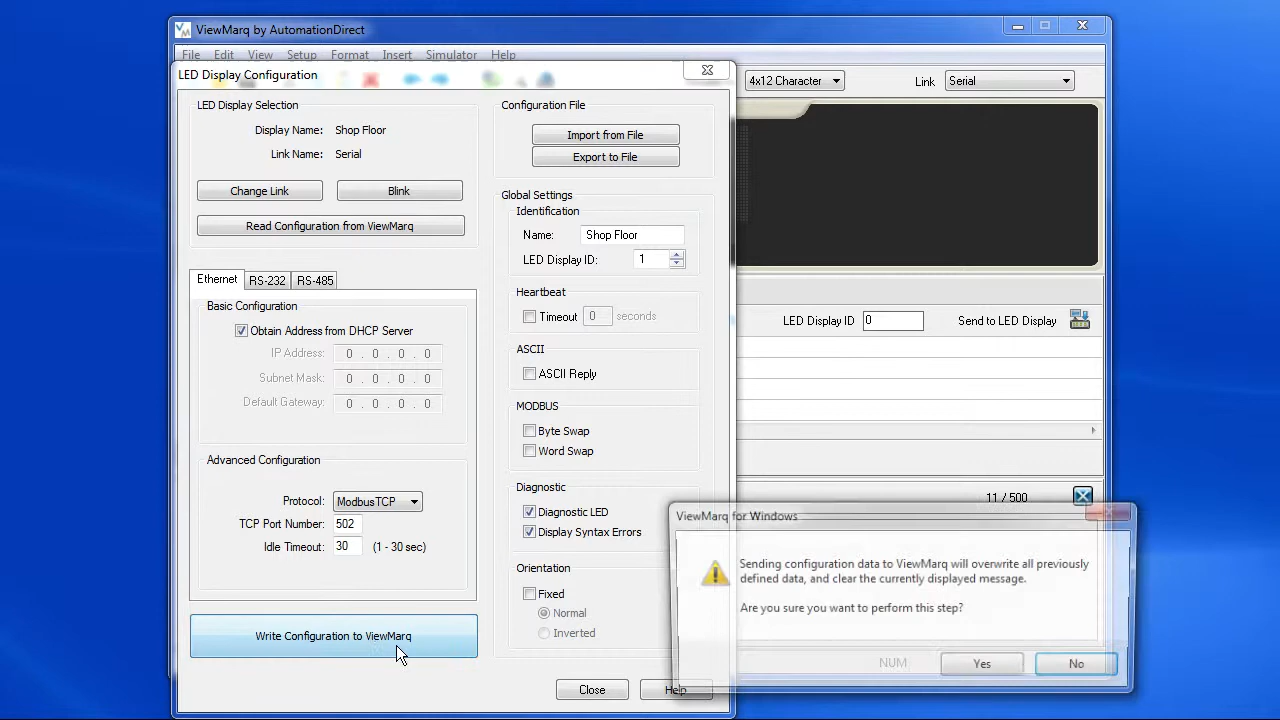 ViewMarq by AutomationDirect
File Edit View Setup Format Insert Simulator Help
LED Display Configuration
4x12 Character Link Serial
LED Display Selection
Display Name: Shop Floor
Link Name: Serial
Change Link Blink
Read Configuration from ViewMarq
Ethernet RS-232 RS-485
Basic Configuration
Obtain Address from DHCP Server
IP Address: 0 . 0 . 0 . 0
Subnet Mask: 0 . 0 . 0 . 0
Default Gateway: 0 . 0 . 0 . 0
Advanced Configuration
Protocol: ModbusTCP
TCP Port Number: 502
Idle Timeout: 30 (1 - 30 sec)
Write Configuration to ViewMarq
Configuration File
Import from File
Export to File
Global Settings
Identification
Name: Shop Floor
LED Display ID: 1
Heartbeat
Timeout 0 seconds
ASCII
ASCII Reply
MODBUS
Byte Swap
Word Swap
Diagnostic
Diagnostic LED
Display Syntax Errors
Orientation
Fixed
Normal
Inverted
Close Help
LED Display ID 0 Send to LED Display
11 / 500
ViewMarq for Windows
Sending configuration data to ViewMarq will overwrite all previously
defined data, and clear the currently displayed message.
Are you sure you want to perform this step?
NUM Yes No